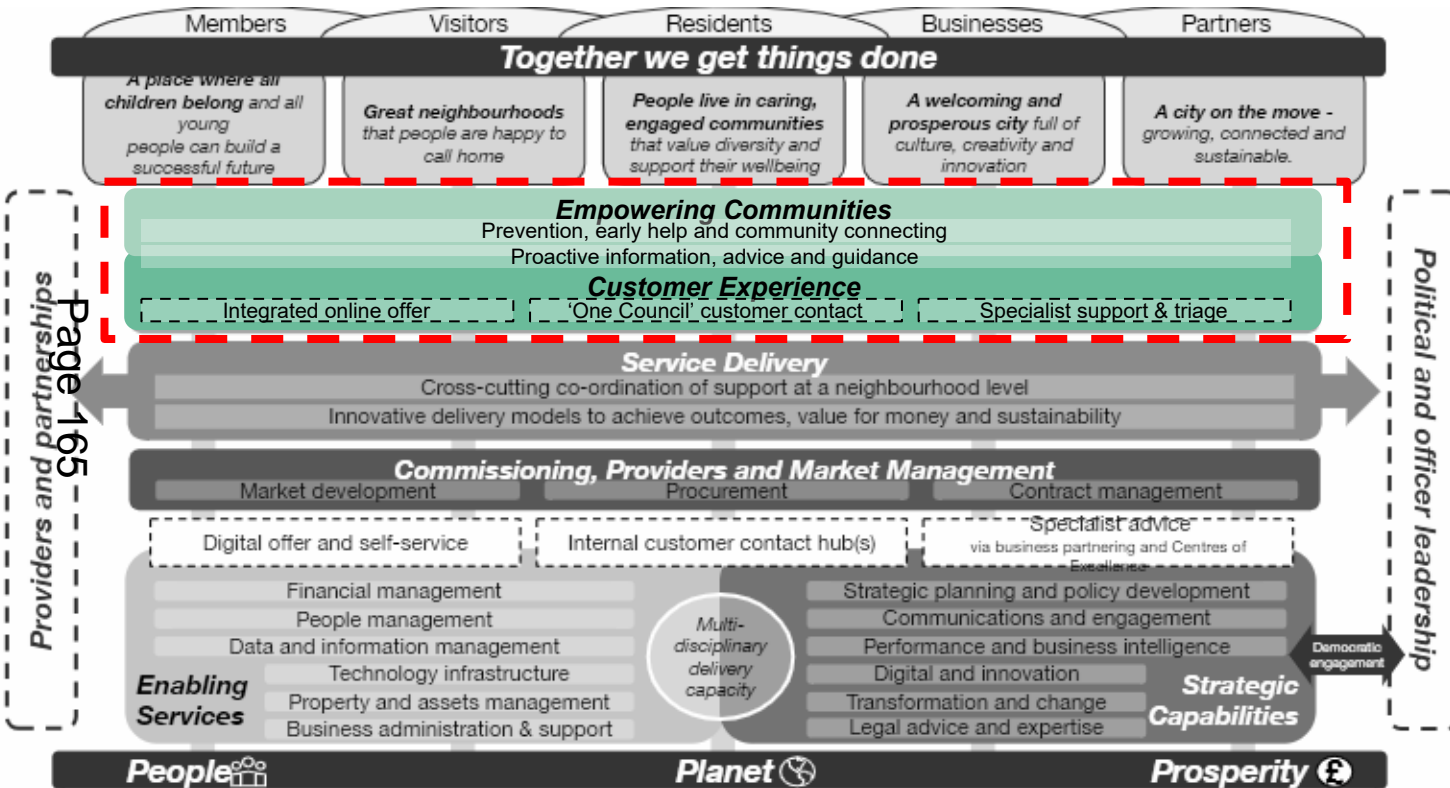 Members
Visitors
Residents
Businesses
Partners
Together we get things done
A place where all
children belong and all
young
people can build a
successful future
Great neighbourhoods
that people are happy to
call home
People live in caring,
engaged communities
that value diversity and
support their wellbeing
A welcoming and
prosperous city full of
culture, creativity and
innovation
A city on the move -
growing, connected and
sustainable.
Providers and partnerships
Page 165
Empowering Communities
Prevention, early help and community connecting
Proactive information, advice and guidance
Customer Experience
Integrated online offer
'One Council' customer contact
Specialist support & triage
Service Delivery
Cross-cutting co-ordination of support at a neighbourhood level
Innovative delivery models to achieve outcomes, value for money and sustainability
Commissioning, Providers and Market Management
Market development
Procurement
Contract management
Digital offer and self-service
Internal customer contact hub(s)
Specialist advice
via business partnering and Centres of
Excellence
Financial management
People management
Data and information management
Technology infrastructure
Property and assets management
Business administration & support
Enabling
Services
Multi-
disciplinary
delivery
capacity
Strategic planning and policy development
Communications and engagement
Performance and business intelligence
Digital and innovation
Transformation and change
Legal advice and expertise
Strategic
Capabilities
Democratic
engagement
Political and officer leadership
People
Planet
Prosperity £